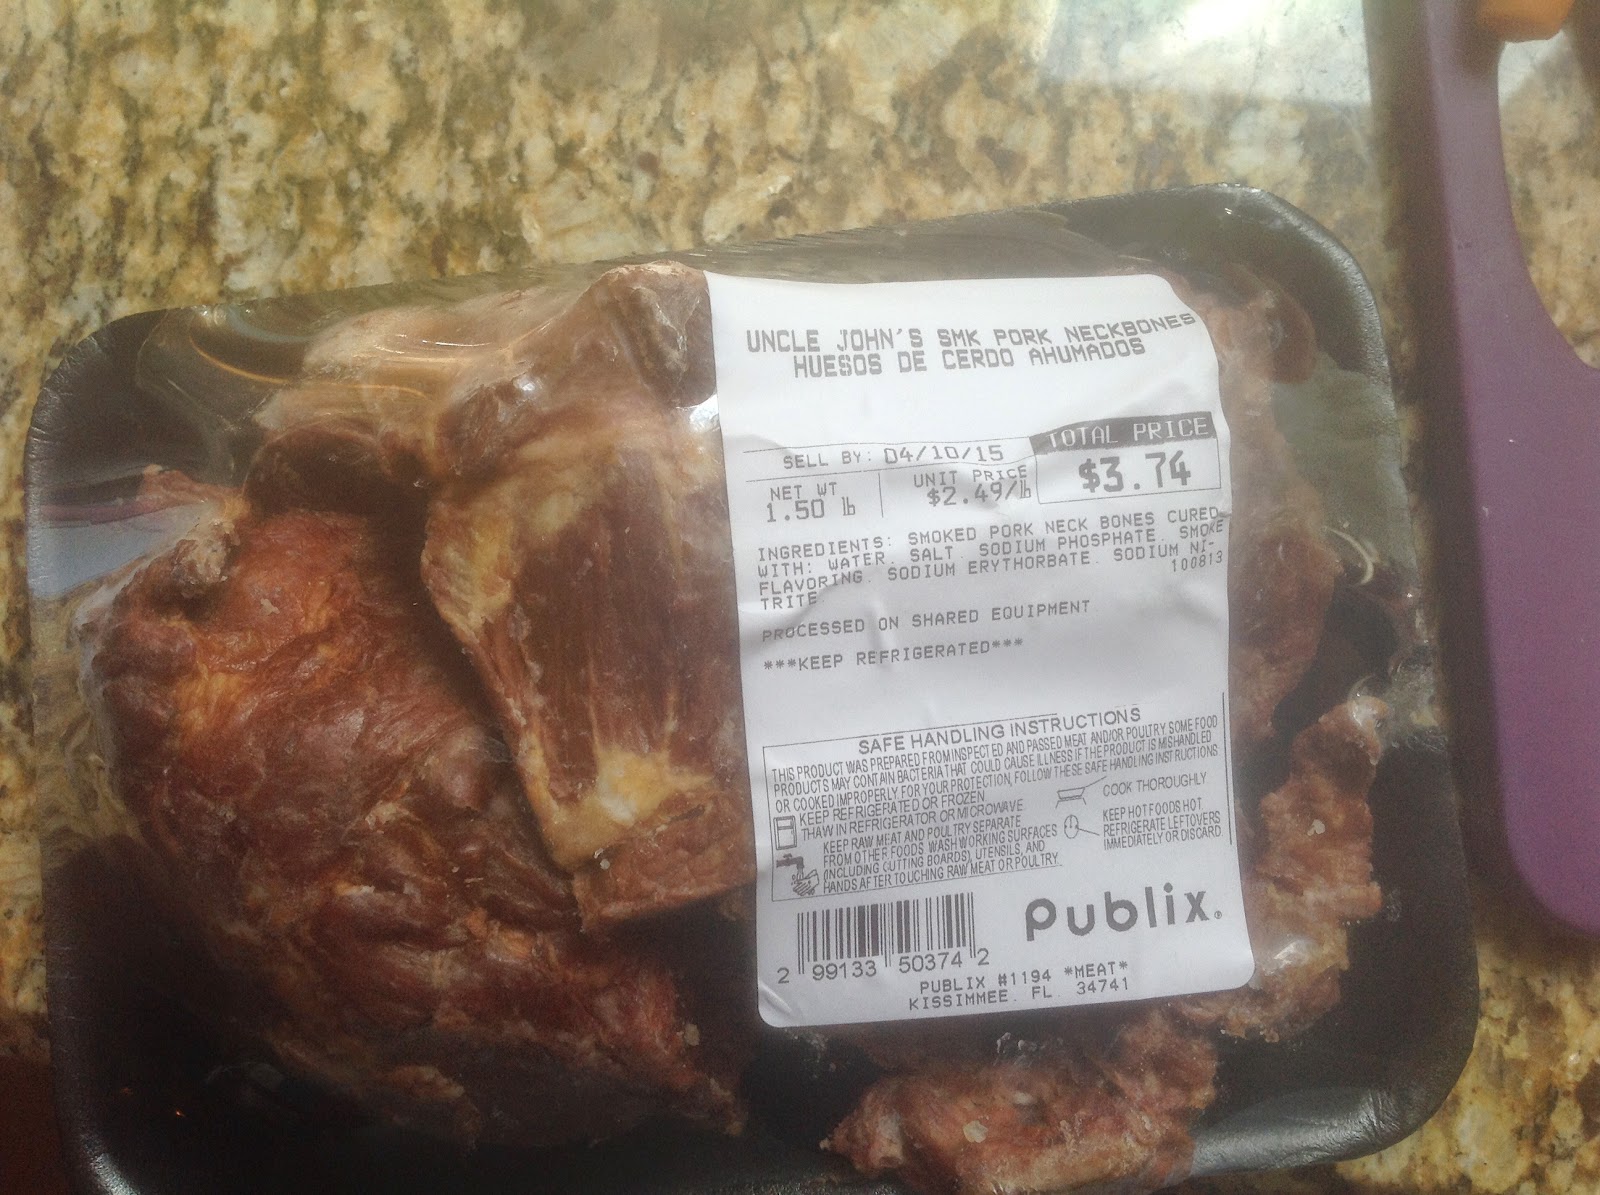 UNCLE JOHN'S SMK PORK NECKBONES
HUESOS DE CERDO AHUMADOS
SELL BY: 04/10/15
TOTAL PRICE
NET WT
UNIT PRICE
$3.74
1.50 lb
$2.49/lb
INGREDIENTS: SMOKED PORK NECK BONES CURED
WITH: WATER. SALT. SODIUM PHOSPHATE. SMOKE
FLAVORING. SODIUM ERYTHORBATE. SODIUM NI-
TRITE
100813
PROCESSED ON SHARED EQUIPMENT
***KEEP REFRIGERATED***
SAFE HANDLING INSTRUCTIONS
THIS PRODUCT WAS PREPARED FROM INSPECTED AND PASSED MEAT AND/OR POULTRY SOME FOOD
PRODUCTS MAY CONTAIN BACTERIA THAT COULD CAUSE ILLNESS IF THE PRODUCT IS MISHANDLED
OR COOKED IMPROPERLY. FOR YOUR PROTECTION, FOLLOW THESE SAFE HANDLING INSTRUCTIONS
KEEP REFRIGERATED OR FROZEN
THAW IN REFRIGERATOR OR MICROWAVE
COOK THOROUGHLY
KEEP RAW MEAT AND POULTRY SEPARATE
FROM OTHER FOODS WASH WORKING SURFACES
(INCLUDING CUTTING BOARDS), UTENSILS, AND
HANDS AFTER TOUCHING RAW MEAT OR POULTRY
KEEP HOT FOODS HOT
REFRIGERATE LEFTOVERS
IMMEDIATELY OR DISCARD
Publix®
2 99133 50374 2
PUBLIX #1194 *MEAT*
KISSIMMEE. FL 34741